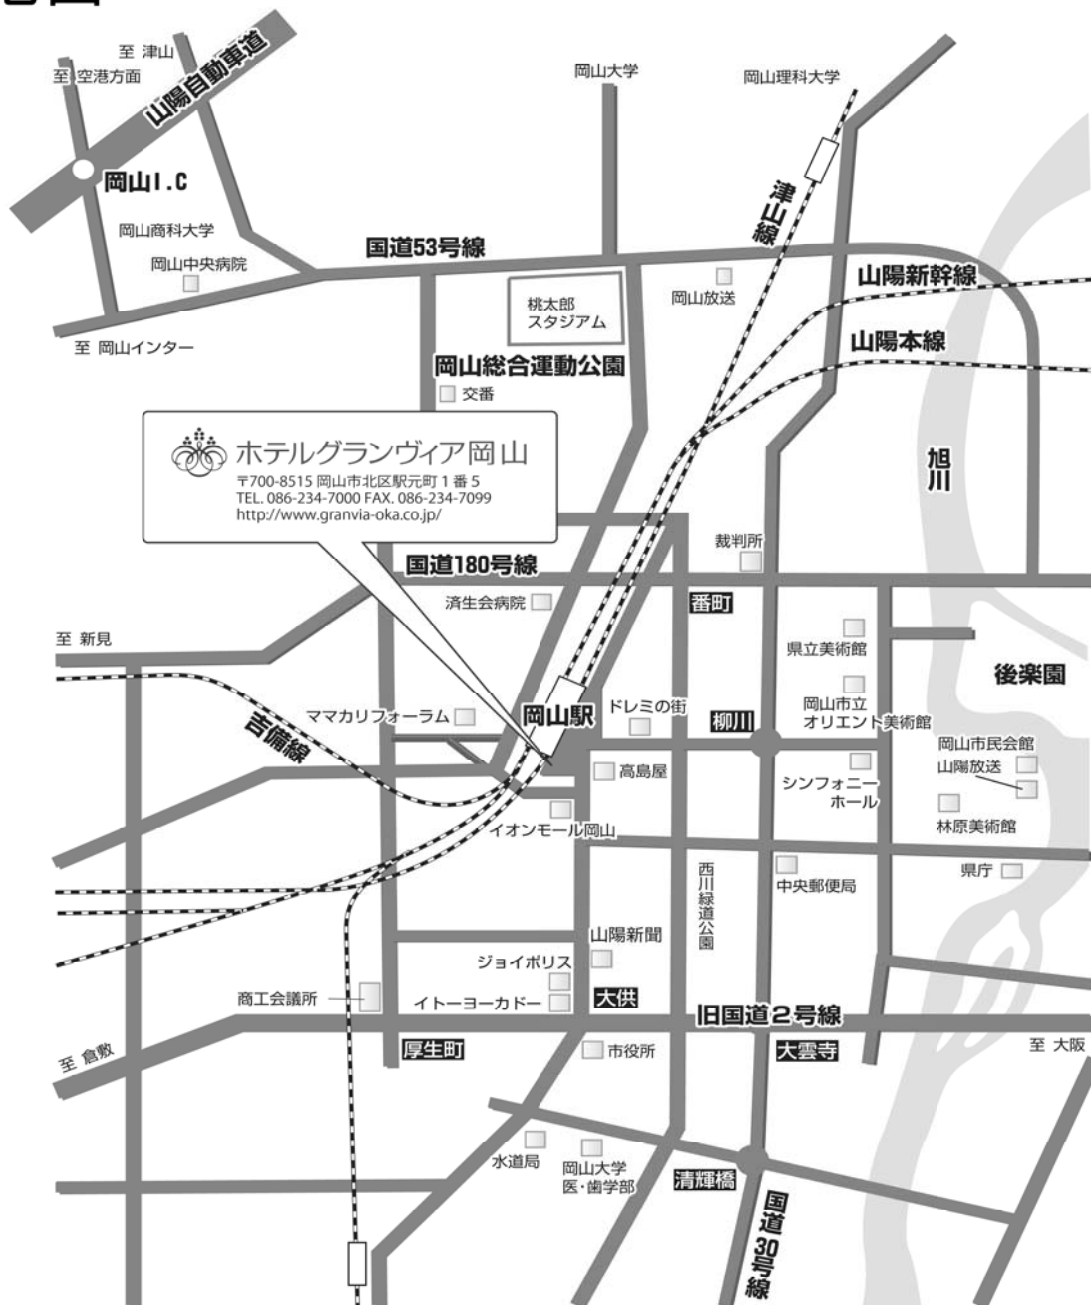 至 津山
至 空港方面
山陽自動車道
岡山I.C
岡山大学
岡山理科大学
津山線
岡山商科大学
岡山中央病院
国道53号線
山陽新幹線
岡山放送
桃太郎
スタジアム
至 岡山インター
山陽本線
岡山総合運動公園
交番
ホテルグランヴィア岡山
〒700-8515 岡山市北区駅元町1番5
TEL. 086-234-7000 FAX. 086-234-7099
http://www.granvia-oka.co.jp/
旭川
裁判所
国道180号線
済生会病院
番町
至 新見
県立美術館
後楽園
岡山駅
ドレミの街
柳川
岡山市立
オリエント美術館
ママカリフォーラム
吉備線
岡山市民会館
山陽放送
高島屋
シンフォニー
ホール
イオンモール岡山
林原美術館
西川緑道公園
中央郵便局
県庁
山陽新聞
ジョイポリス
商工会議所
イトーヨーカドー
大供
旧国道2号線
至 倉敷
厚生町
市役所
大雲寺
至 大阪
水道局
岡山大学
医・歯学部
清輝橋
国道30号線